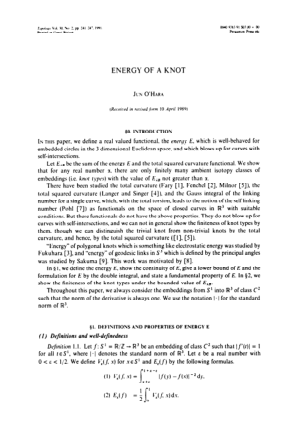 Topology Vol. 30, No. 2, pp. 241-247, 1991
Printed in Great Britain
Pergamon Press plc
ENERGY OF A KNOT
JUN O'HARA
(Received in revised form 10 April 1989)
§0. INTRODUCTION
IN THIS paper, we define a real valued functional, the energy E, which is well-behaved for
embedded circles in the 3 dimensional Euclidean space, and which blows up for curves with
self-intersections.
Let E be the sum of the energy E and the total squared curvature functional. We show
that for any real number α, there are only finitely many ambient isotopy classes of
embeddings (i.e. knot types) with the value of E not greater than α.
There have been studied the total curvature (Fary [1], Fenchel [2], Milnor [5]), the
total squared curvature (Langer and Singer [4]), and the Gauss integral of the linking
number for a single curve, which, with the total torsion, leads to the notion of the self-linking
number (Pohl [7]) as functionals on the space of closed curves in R³ with suitable
conditions. But these functionals do not have the above properties. They do not blow up for
curves with self-intersections, and we can not in general show the finiteness of knot types by
them, though we can distinguish the trivial knot from non-trivial knots by the total
curvature, and hence, by the total squared curvature ([1], [5]).
"Energy" of polygonal knots which is something like electrostatic energy was studied by
Fukuhara [3], and "energy" of geodesic links in S³ which is defined by the principal angles
was studied by Sakuma [9]. This work was motivated by [8].
In §1, we define the energy E, show the continuity of E, give a lower bound of E and the
formulation for E by the double integral, and state a fundamental property of E. In §2, we
show the finiteness of the knot types under the bounded value of E
Throughout this paper, we always consider the embeddings from S¹ into R³ of class C²
such that the norm of the derivative is always one. We use the notation |·| for the standard
norm of R³.
§1. DEFINITIONS AND PROPERTIES OF ENERGY E
(1) Definitions and well-definedness
Definition 1.1. Let f: S¹ = R/Z → R³ be an embedding of class C² such that |f'(t)| = 1
for all t∈S¹, where |·| denotes the standard norm of R³. Let ε be a real number with
0 < ε < 1/2. We define Vε(f, x) for x∈S¹ and Eε(f) by the following formulas.
(1) Vε(f, x) = ∫ |f(y) − f(x)|⁻² dy,
(2) Eε(f) = 1/2 ∫ Vε(f, x) dx.